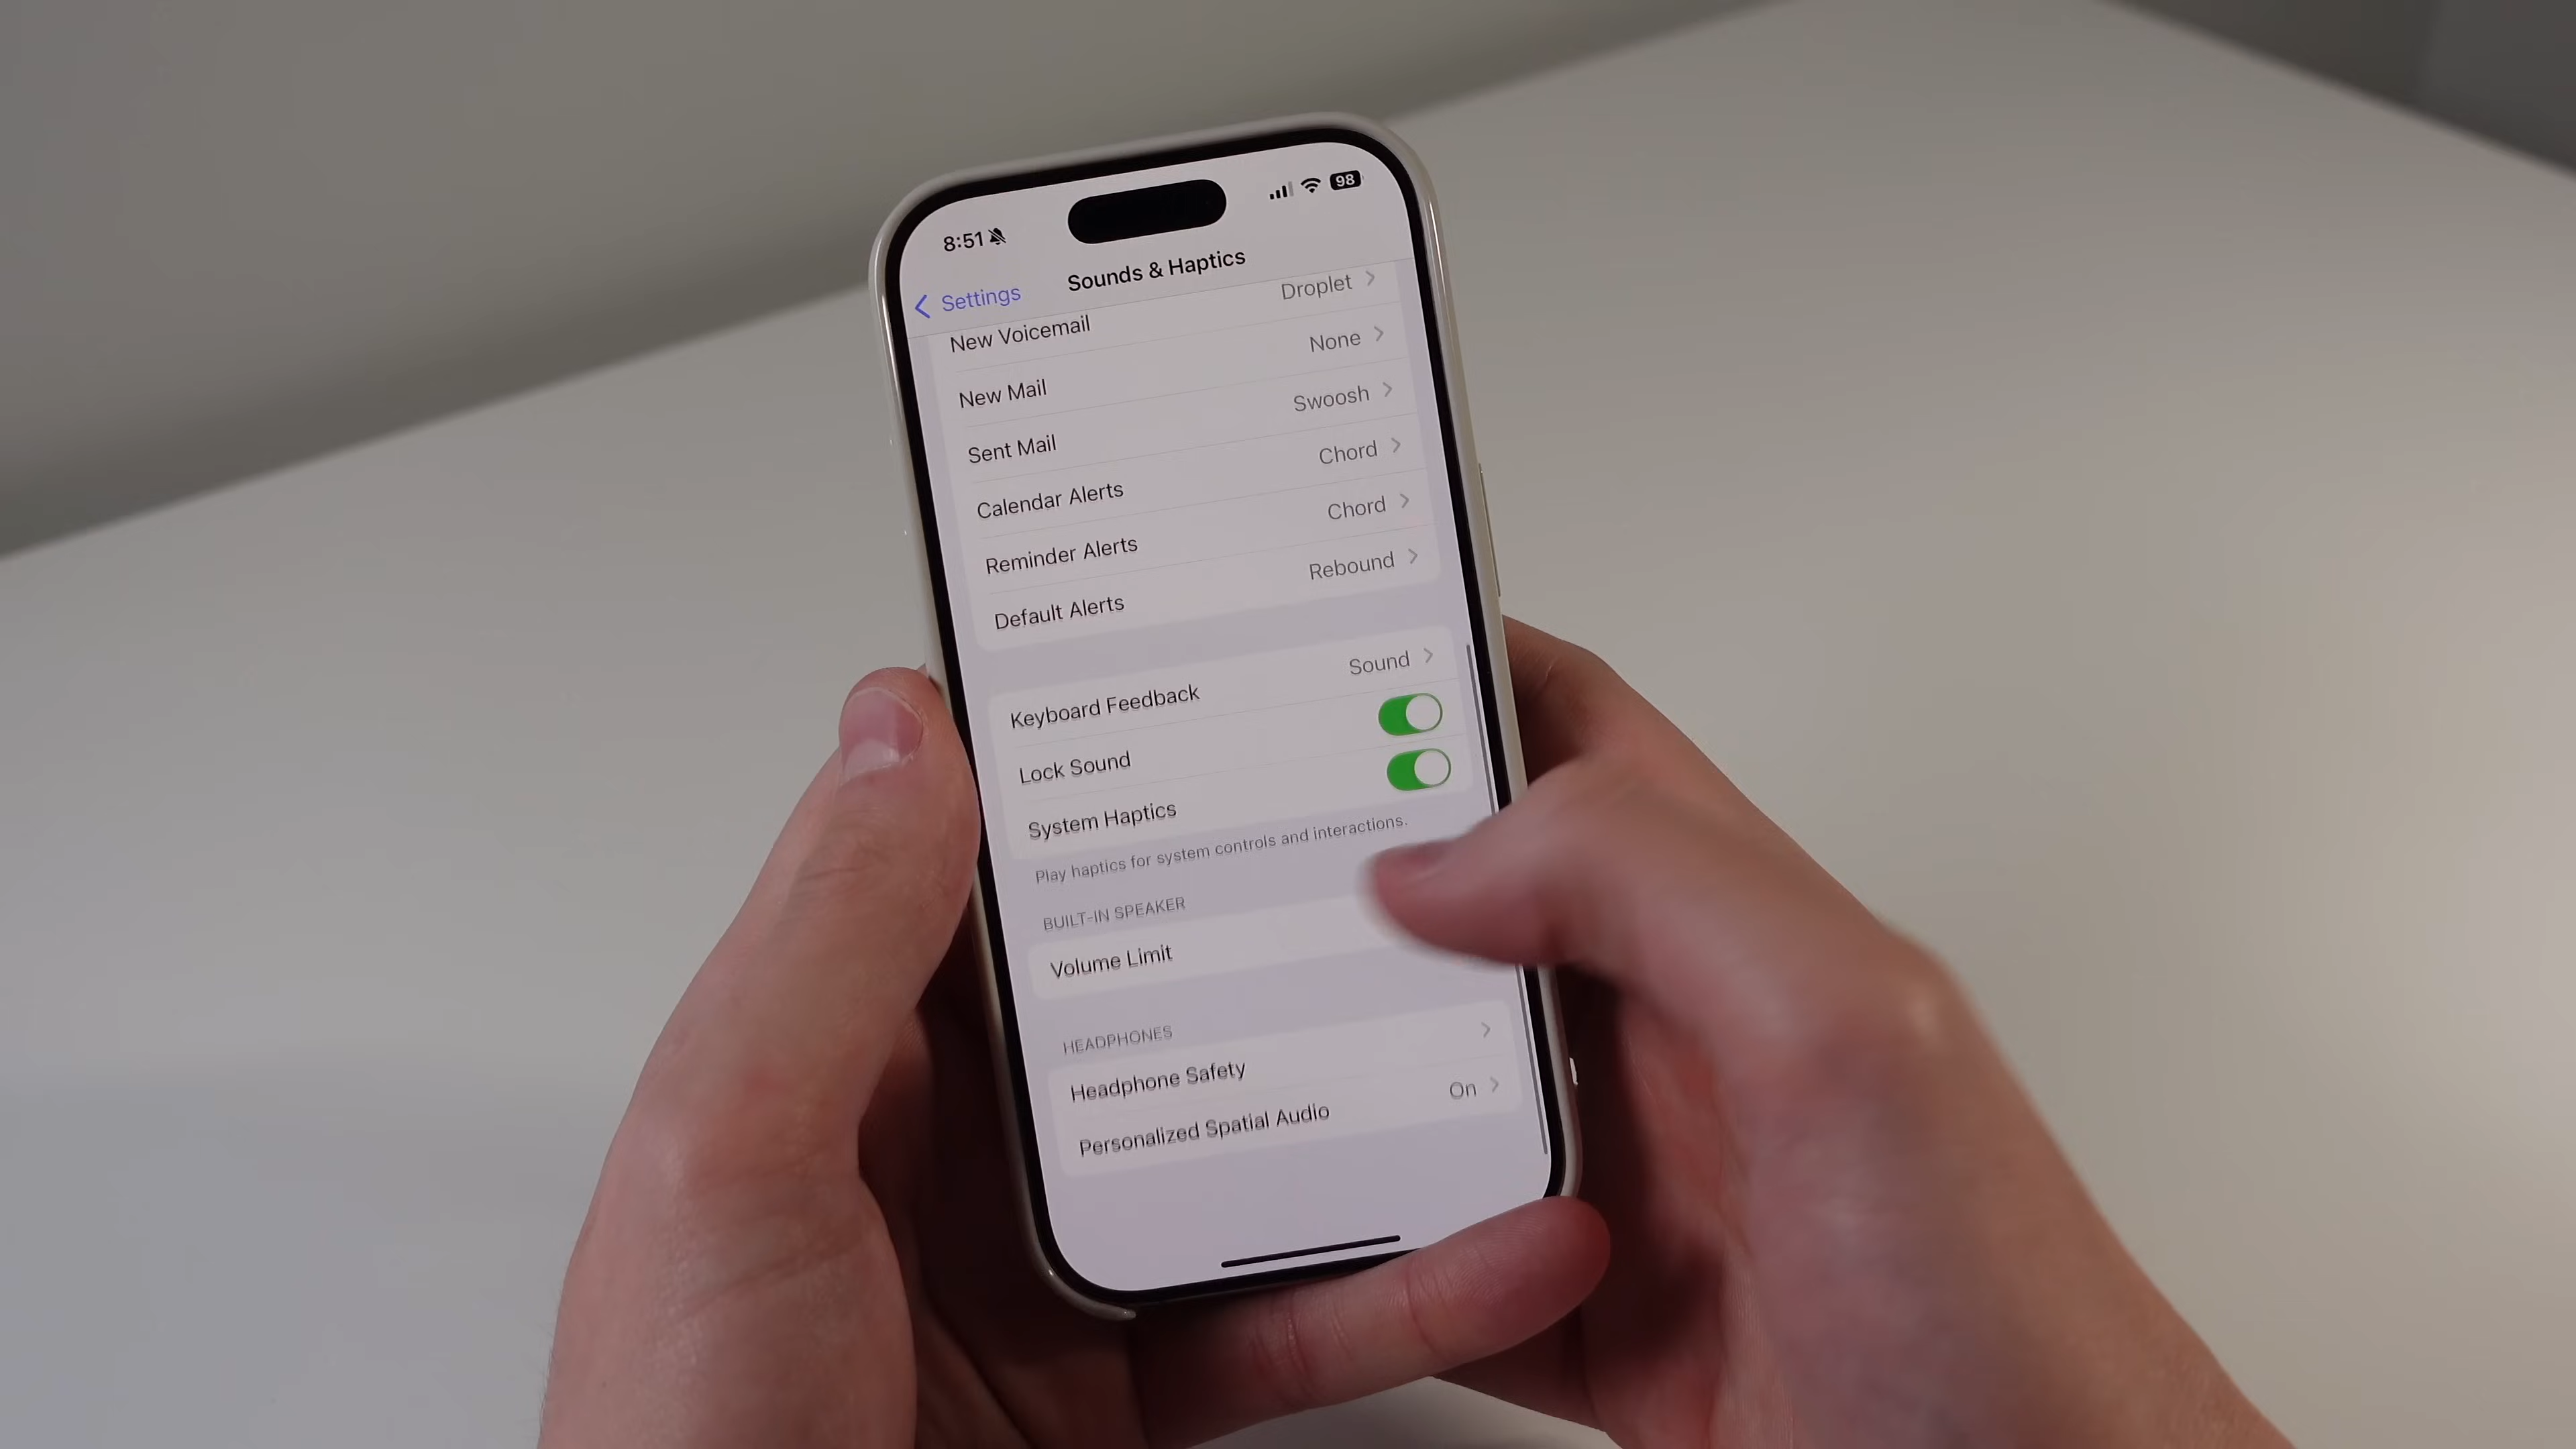 8:51
98
Settings
Sounds & Haptics
New Voicemail Droplet
New Mail None
Sent Mail Swoosh
Calendar Alerts Chord
Reminder Alerts Chord
Default Alerts Rebound
Keyboard Feedback Sound
Lock Sound
System Haptics
Play haptics for system controls and interactions.
BUILT-IN SPEAKER
Volume Limit
HEADPHONES
Headphone Safety
Personalized Spatial Audio On